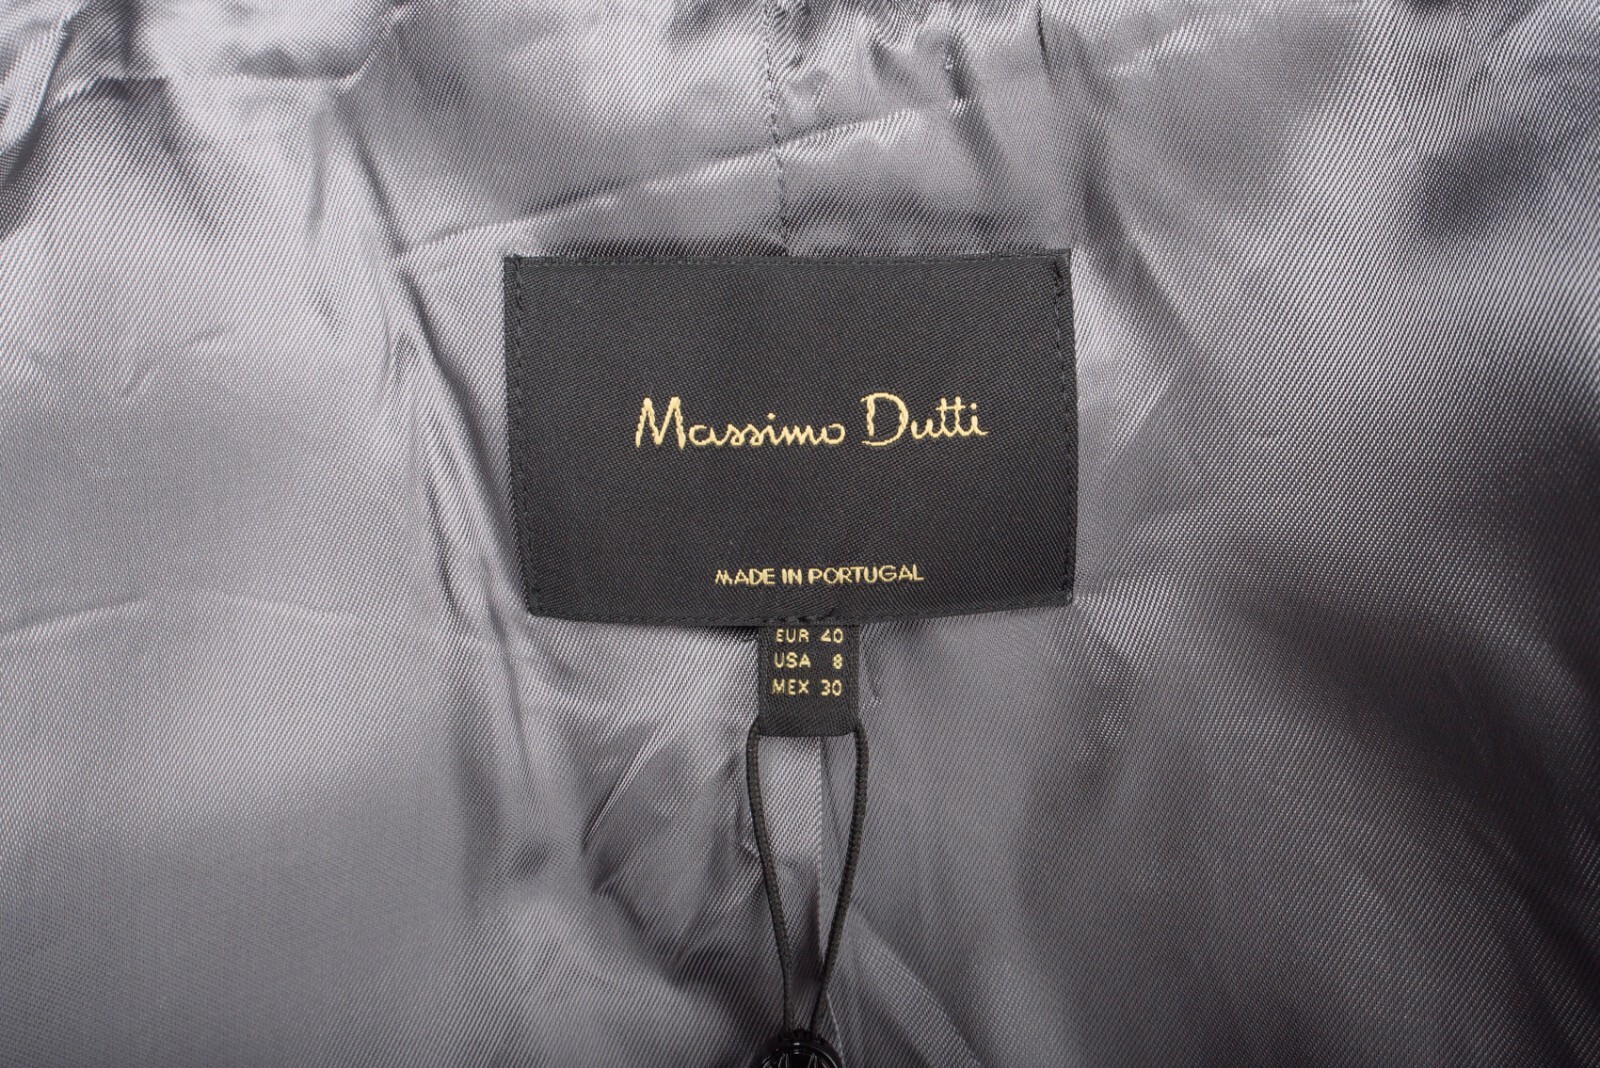 Massimo Dutti
MADE IN PORTUGAL
EUR 40
USA 8
MEX 30